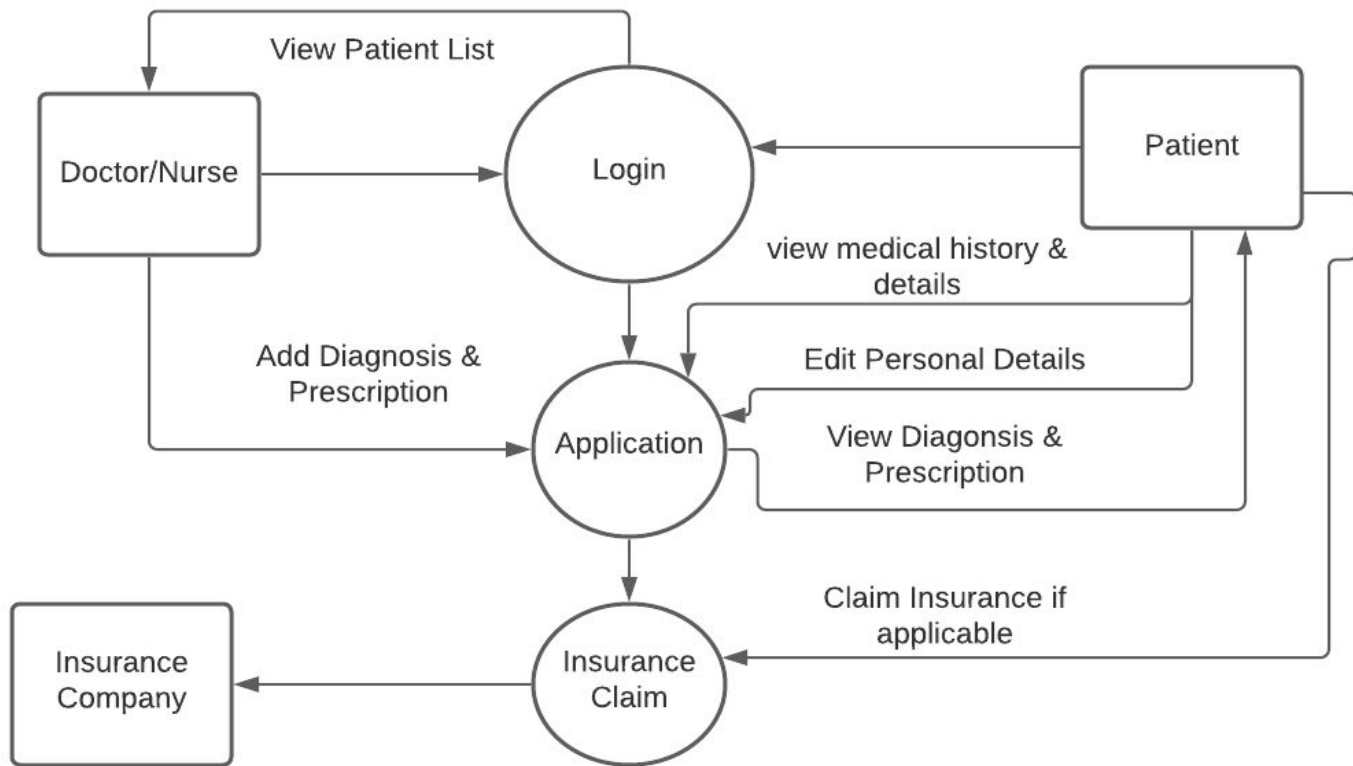 View Patient List
Doctor/Nurse
Login
Patient
view medical history &
details
Add Diagnosis &
Prescription
Edit Personal Details
Application
View Diagonsis &
Prescription
Claim Insurance if
applicable
Insurance
Company
Insurance
Claim